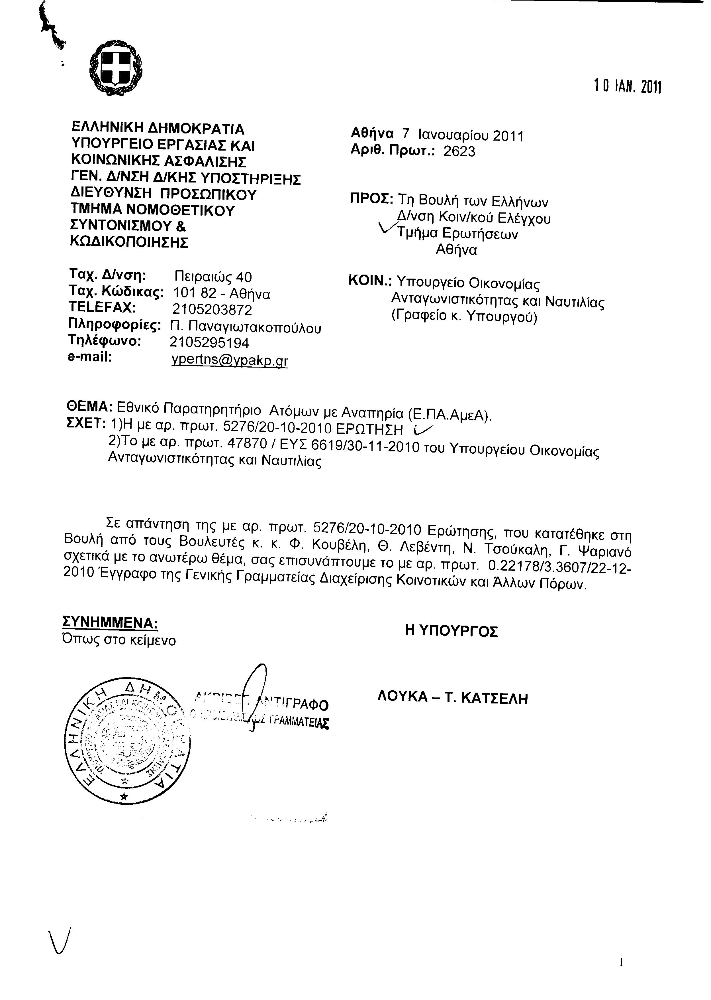 10 ΙΑΝ. 2011
ΕΛΛΗΝΙΚΗ ΔΗΜΟΚΡΑΤΙΑ
ΥΠΟΥΡΓΕΙΟ ΕΡΓΑΣΙΑΣ ΚΑΙ
ΚΟΙΝΩΝΙΚΗΣ ΑΣΦΑΛΙΣΗΣ
ΓΕΝ. Δ/ΝΣΗ Δ/ΚΗΣ ΥΠΟΣΤΗΡΙΞΗΣ
ΔΙΕΥΘΥΝΣΗ ΠΡΟΣΩΠΙΚΟΥ
ΤΜΗΜΑ ΝΟΜΟΘΕΤΙΚΟΥ
ΣΥΝΤΟΝΙΣΜΟΥ &
ΚΩΔΙΚΟΠΟΙΗΣΗΣ
Ταχ. Δ/νση: Πειραιώς 40
Ταχ. Κώδικας: 101 82 - Αθήνα
TELEFAX: 2105203872
Πληροφορίες: Π. Παναγιωτακοπούλου
Τηλέφωνο: 2105295194
e-mail: ypertns@ypakp.gr
Αθήνα 7 Ιανουαρίου 2011
Αριθ. Πρωτ.: 2623
ΠΡΟΣ: Τη Βουλή των Ελλήνων
Δ/νση Κοιν/κού Ελέγχου
Τμήμα Ερωτήσεων
Αθήνα
ΚΟΙΝ.: Υπουργείο Οικονομίας
Ανταγωνιστικότητας και Ναυτιλίας
(Γραφείο κ. Υπουργού)
ΘΕΜΑ: Εθνικό Παρατηρητήριο Ατόμων με Αναπηρία (Ε.ΠΑ.ΑμεΑ).
ΣΧΕΤ: 1)Η με αρ. πρωτ. 5276/20-10-2010 ΕΡΩΤΗΣΗ
2)Το με αρ. πρωτ. 47870 / ΕΥΣ 6619/30-11-2010 του Υπουργείου Οικονομίας
Ανταγωνιστικότητας και Ναυτιλίας
Σε απάντηση της με αρ. πρωτ. 5276/20-10-2010 Ερώτησης, που κατατέθηκε στη
Βουλή από τους Βουλευτές κ. κ. Φ. Κουβέλη, Θ. Λεβέντη, Ν. Τσούκαλη, Γ. Ψαριανό
σχετικά με το ανωτέρω θέμα, σας επισυνάπτουμε το με αρ. πρωτ. 0.22178/3.3607/22-12-
2010 Έγγραφο της Γενικής Γραμματείας Διαχείρισης Κοινοτικών και Άλλων Πόρων.
ΣΥΝΗΜΜΕΝΑ:
Όπως στο κείμενο
Η ΥΠΟΥΡΓΟΣ
ΛΟΥΚΑ – Τ. ΚΑΤΣΕΛΗ
ΑΚΡΙΒΕΣ ΑΝΤΙΓΡΑΦΟ
Ο ΠΡΟΪΣΤΑΜΕΝΟΣ ΓΡΑΜΜΑΤΕΙΑΣ
ΕΛΛΗΝΙΚΗ ΔΗΜΟΚΡΑΤΙΑ
ΥΠΟΥΡΓΕΙΟ ΕΡΓΑΣΙΑΣ ΚΑΙ ΚΟΙΝΩΝΙΚΗΣ ΑΣΦΑΛΙΣΗΣ
1